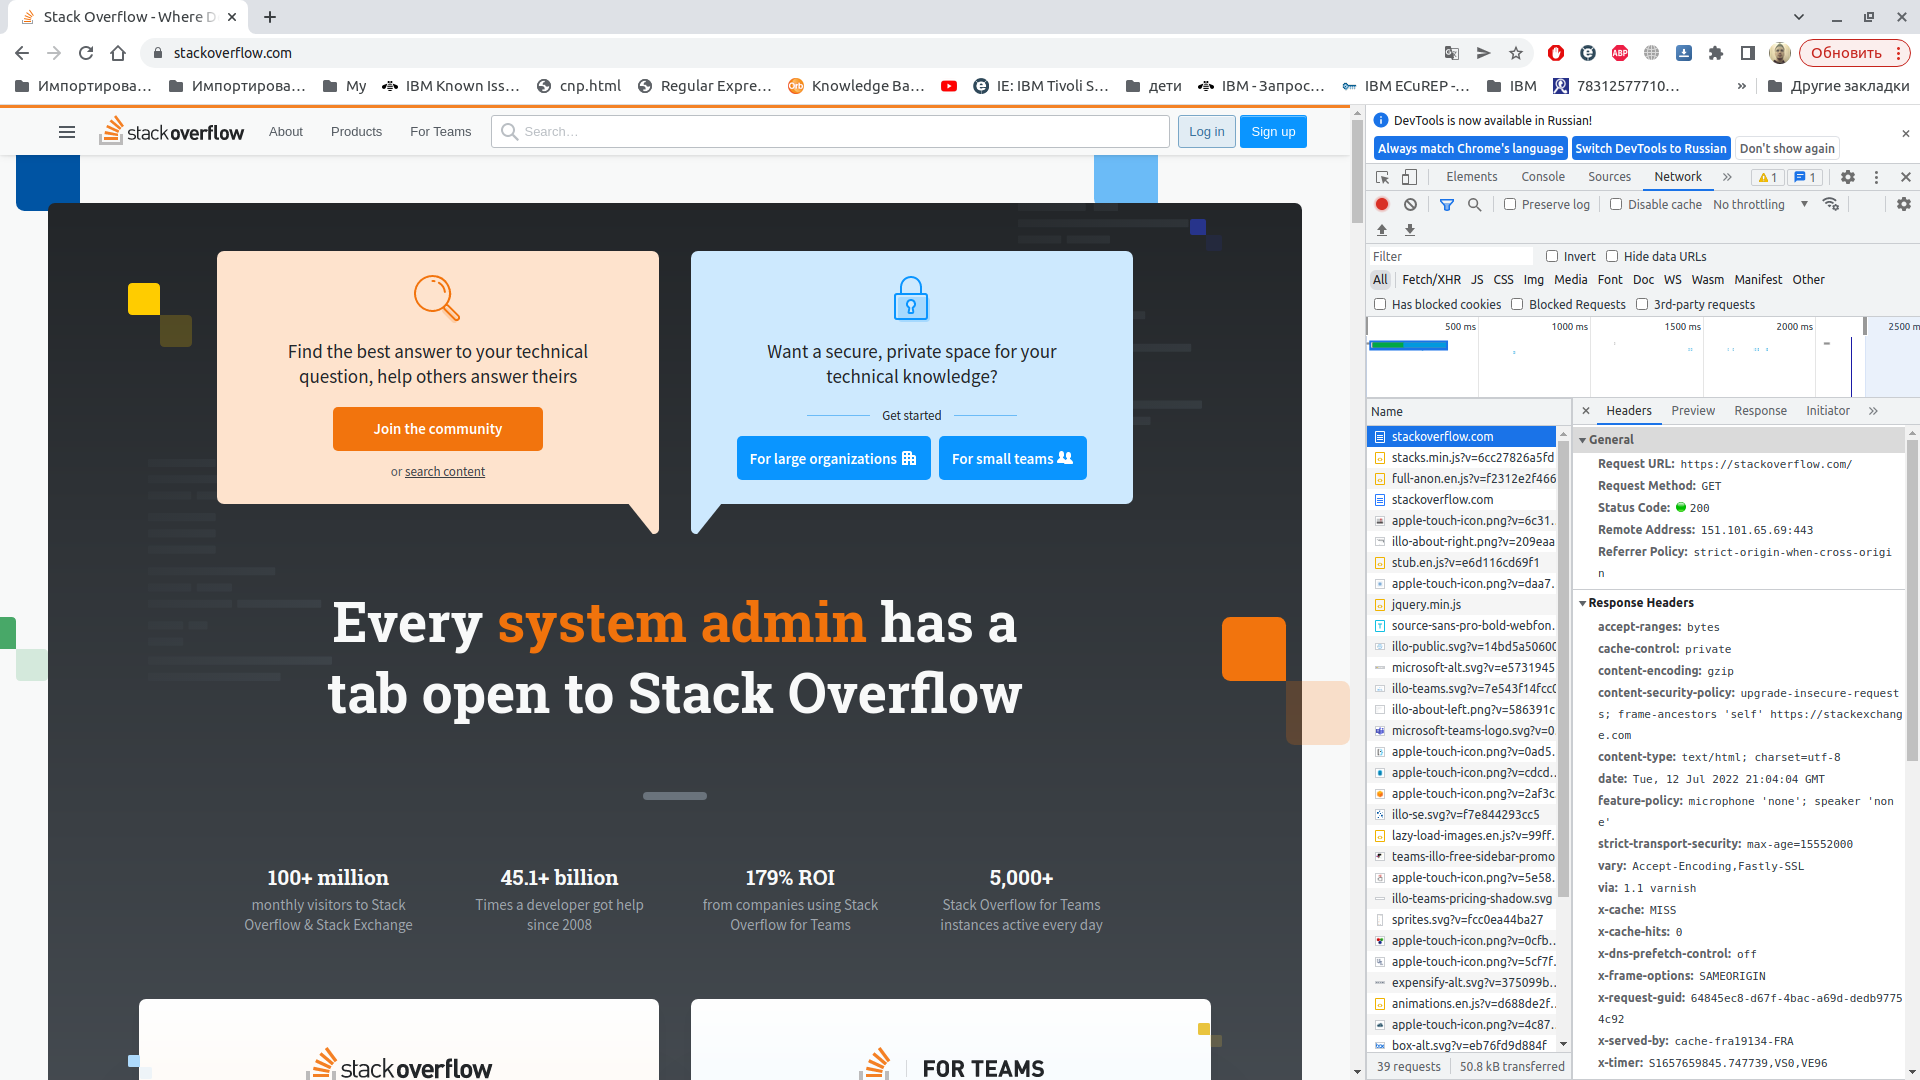 Stack Overflow - Where D
stackoverflow.com
Обновить
Импортирова…
Импортирова…
My
IBM Known Iss…
спр.html
Regular Expre…
Knowledge Ba…
IE: IBM Tivoli S…
дети
IBM - Запрос…
IBM ECuREP -…
IBM
78312577710…
»
Другие закладки
stackoverflow
About
Products
For Teams
Search…
Log in
Sign up
Find the best answer to your technical
question, help others answer theirs
Join the community
or search content
Want a secure, private space for your
technical knowledge?
Get started
For large organizations
For small teams
Every system admin has a
tab open to Stack Overflow
100+ million
monthly visitors to Stack
Overflow & Stack Exchange
45.1+ billion
Times a developer got help
since 2008
179% ROI
from companies using Stack
Overflow for Teams
5,000+
Stack Overflow for Teams
instances active every day
stackoverflow
FOR TEAMS
DevTools is now available in Russian!
Always match Chrome's language
Switch DevTools to Russian
Don't show again
Elements
Console
Sources
Network
»
1
1
Preserve log
Disable cache
No throttling
Filter
Invert
Hide data URLs
All
Fetch/XHR
JS
CSS
Img
Media
Font
Doc
WS
Wasm
Manifest
Other
Has blocked cookies
Blocked Requests
3rd-party requests
500 ms
1000 ms
1500 ms
2000 ms
2500 m
Name
stackoverflow.com
stacks.min.js?v=6cc27826a5fd
full-anon.en.js?v=f2312e2f466
stackoverflow.com
apple-touch-icon.png?v=6c31…
illo-about-right.png?v=209eaa
stub.en.js?v=e6d116cd69f1
apple-touch-icon.png?v=daa7…
jquery.min.js
source-sans-pro-bold-webfon…
illo-public.svg?v=14bd5a50600
microsoft-alt.svg?v=e5731945
illo-teams.svg?v=7e543f14fcc0
illo-about-left.png?v=586391c
microsoft-teams-logo.svg?v=0…
apple-touch-icon.png?v=0ad5…
apple-touch-icon.png?v=cdcd…
apple-touch-icon.png?v=2af3c
illo-se.svg?v=f7e844293cc5
lazy-load-images.en.js?v=99ff…
teams-illo-free-sidebar-promo
apple-touch-icon.png?v=5e58…
illo-teams-pricing-shadow.svg
sprites.svg?v=fcc0ea44ba27
apple-touch-icon.png?v=0cfb…
apple-touch-icon.png?v=5cf7f…
expensify-alt.svg?v=375099b…
animations.en.js?v=d688de2f…
apple-touch-icon.png?v=4c87…
box-alt.svg?v=eb76fd9d884f
39 requests
50.8 kB transferred
Headers
Preview
Response
Initiator
»
General
Request URL: https://stackoverflow.com/
Request Method: GET
Status Code: 200
Remote Address: 151.101.65.69:443
Referrer Policy: strict-origin-when-cross-origi
n
Response Headers
accept-ranges: bytes
cache-control: private
content-encoding: gzip
content-security-policy: upgrade-insecure-request
s; frame-ancestors 'self' https://stackexchang
e.com
content-type: text/html; charset=utf-8
date: Tue, 12 Jul 2022 21:04:04 GMT
feature-policy: microphone 'none'; speaker 'non
e'
strict-transport-security: max-age=15552000
vary: Accept-Encoding,Fastly-SSL
via: 1.1 varnish
x-cache: MISS
x-cache-hits: 0
x-dns-prefetch-control: off
x-frame-options: SAMEORIGIN
x-request-guid: 64845ec8-d67f-4bac-a69d-dedb9775
4c92
x-served-by: cache-fra19134-FRA
x-timer: S1657659845.747739,VS0,VE96